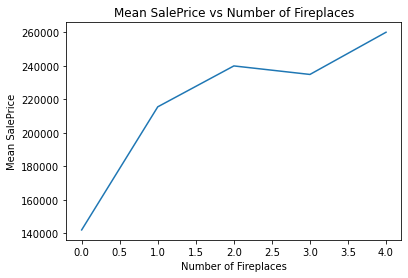 Mean SalePrice vs Number of Fireplaces
260000
240000
220000
200000
180000
160000
140000
Mean SalePrice
0.0 0.5 1.0 1.5 2.0 2.5 3.0 3.5 4.0
Number of Fireplaces